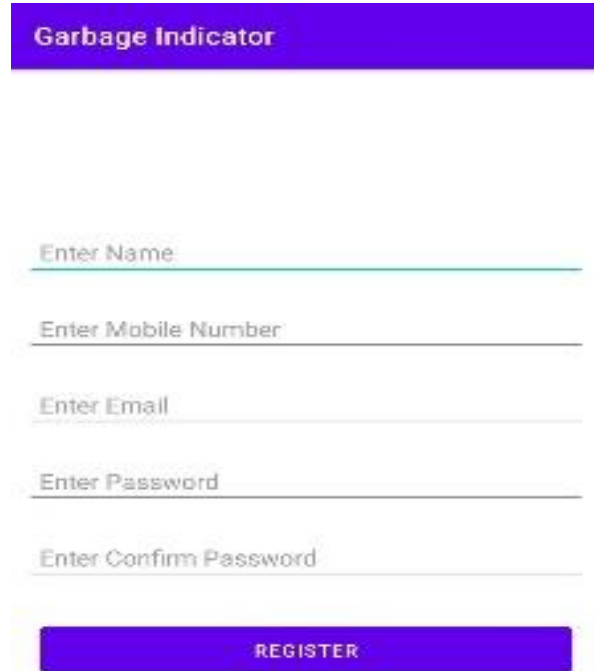 Garbage Indicator
Enter Name
Enter Mobile Number
Enter Email
Enter Password
Enter Confirm Password
REGISTER